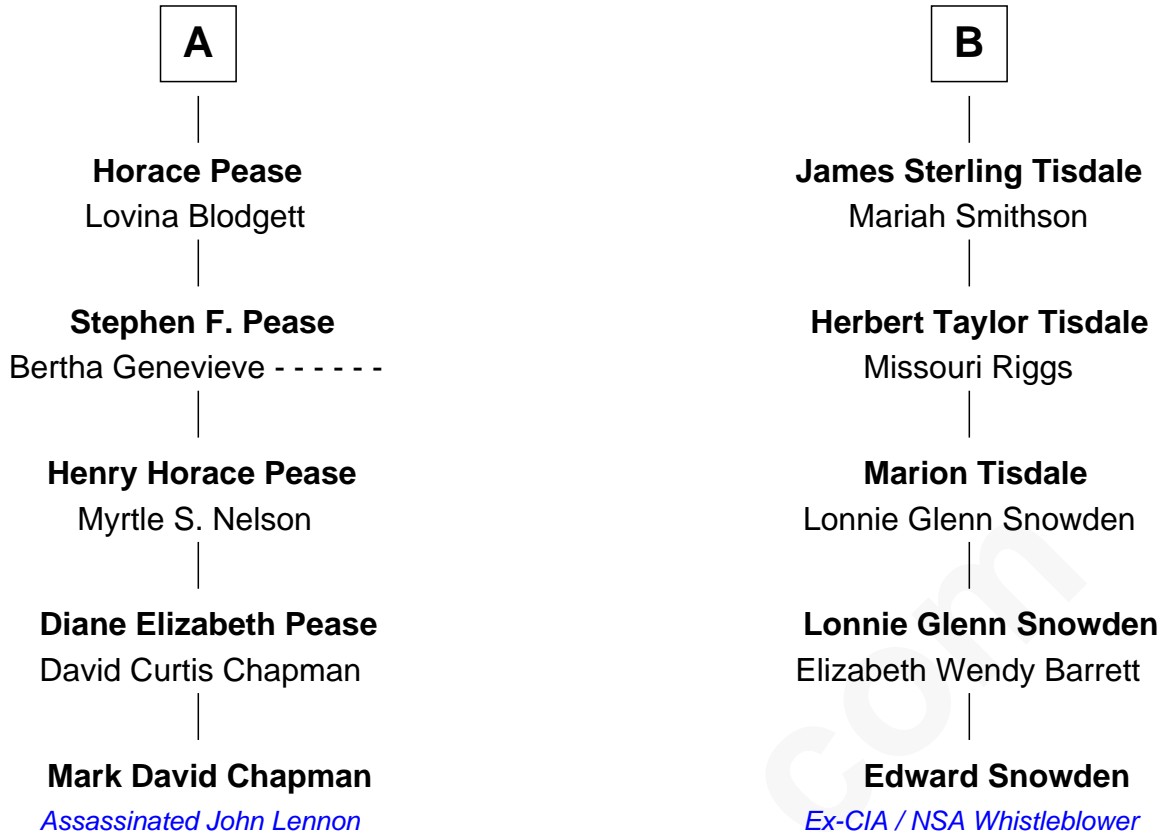 A
Horace Pease
Lovina Blodgett
Stephen F. Pease
Bertha Genevieve - - - - - -
Henry Horace Pease
Myrtle S. Nelson
Diane Elizabeth Pease
David Curtis Chapman
Mark David Chapman
Assassinated John Lennon
B
James Sterling Tisdale
Mariah Smithson
Herbert Taylor Tisdale
Missouri Riggs
Marion Tisdale
Lonnie Glenn Snowden
Lonnie Glenn Snowden
Elizabeth Wendy Barrett
Edward Snowden
Ex-CIA / NSA Whistleblower
com